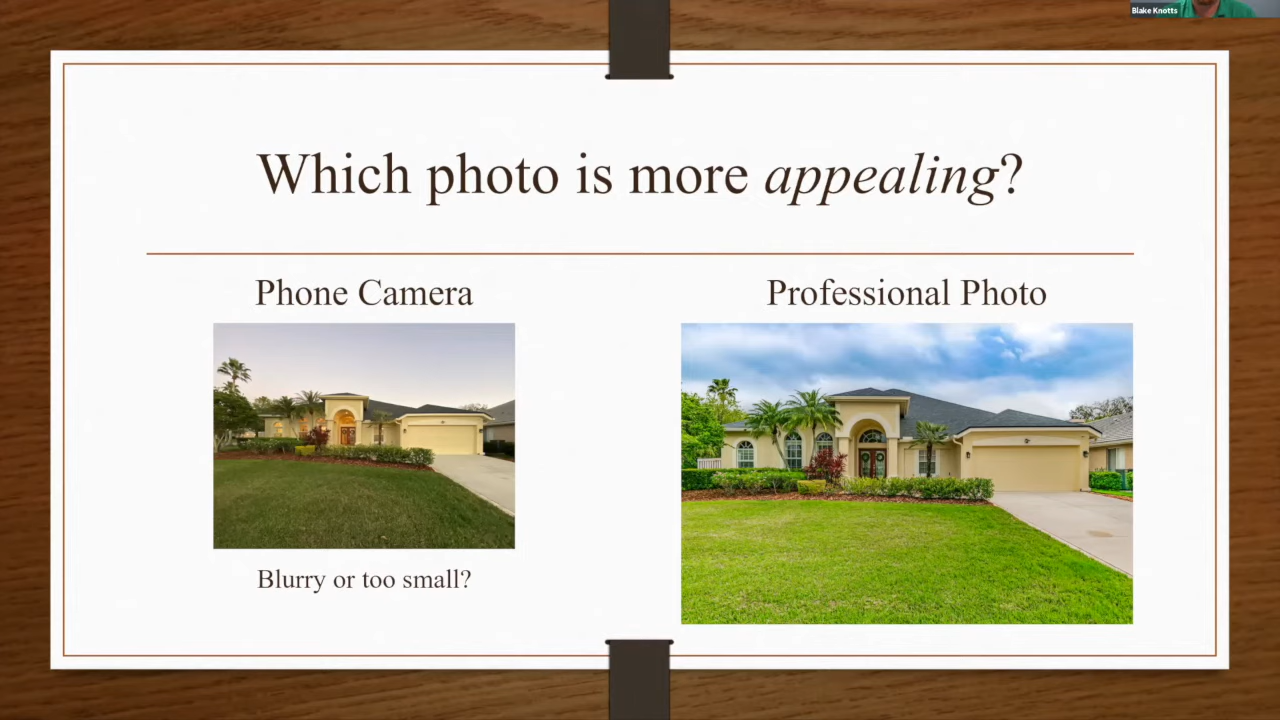 Blake Knotts
Which photo is more appealing?
Phone Camera
Professional Photo
Blurry or too small?